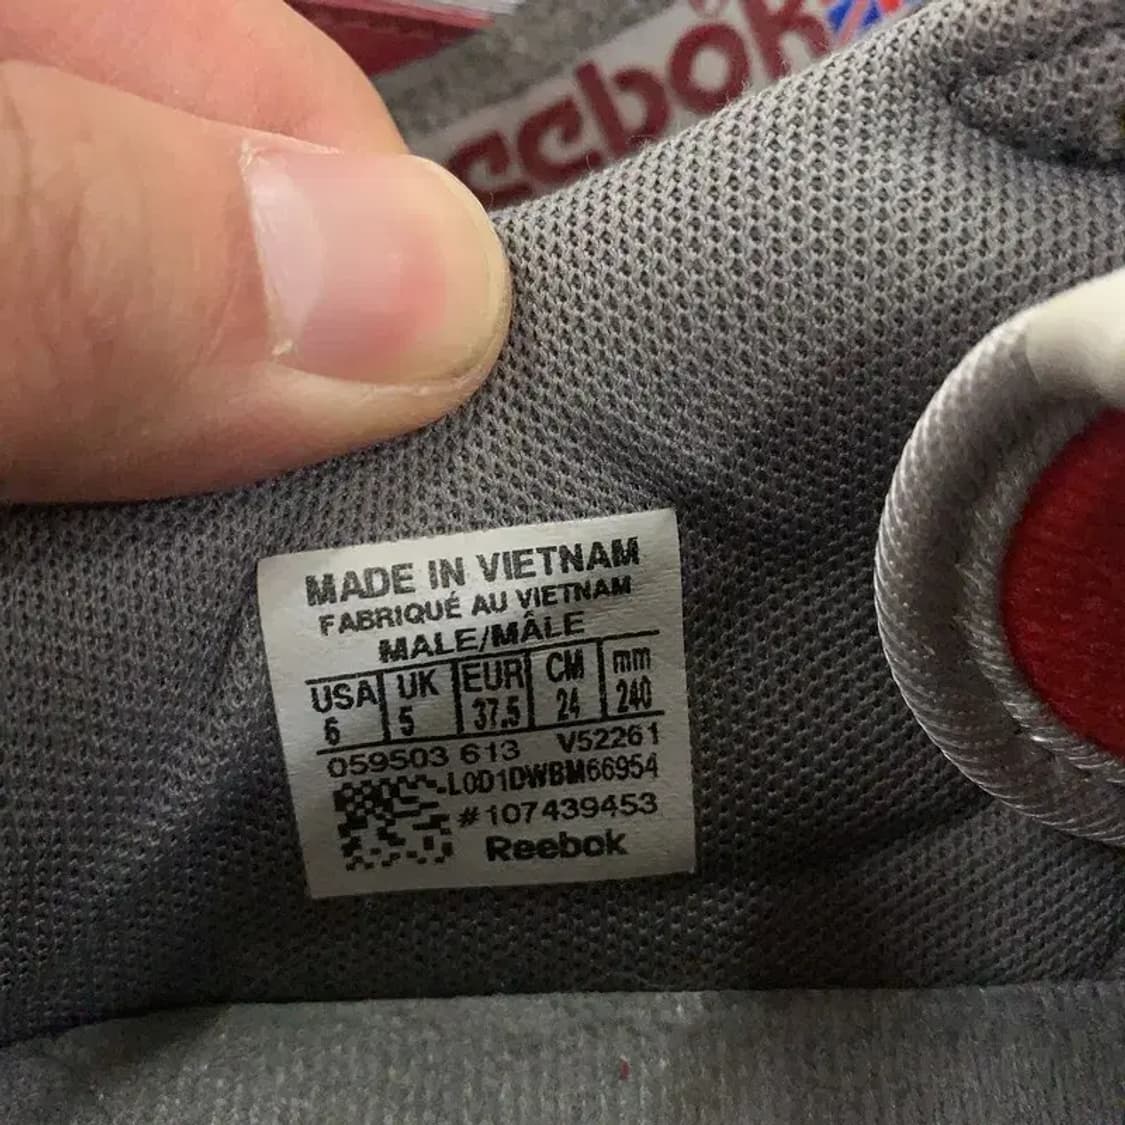 Reebok
MADE IN VIETNAM
FABRIQUÉ AU VIETNAM
MALE/MÂLE
USA UK EUR CM mm
6 5 37.5 24 240
059503 613 V52261
L0D1DWBM66954
#107439453
Reebok